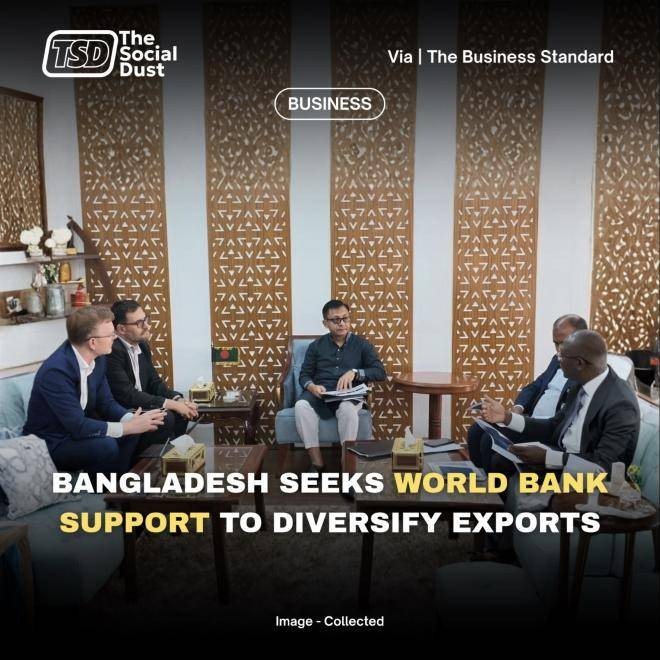 TSD The
Social
Dust
Via | The Business Standard
BUSINESS
BANGLADESH SEEKS WORLD BANK
SUPPORT TO DIVERSIFY EXPORTS
Image - Collected